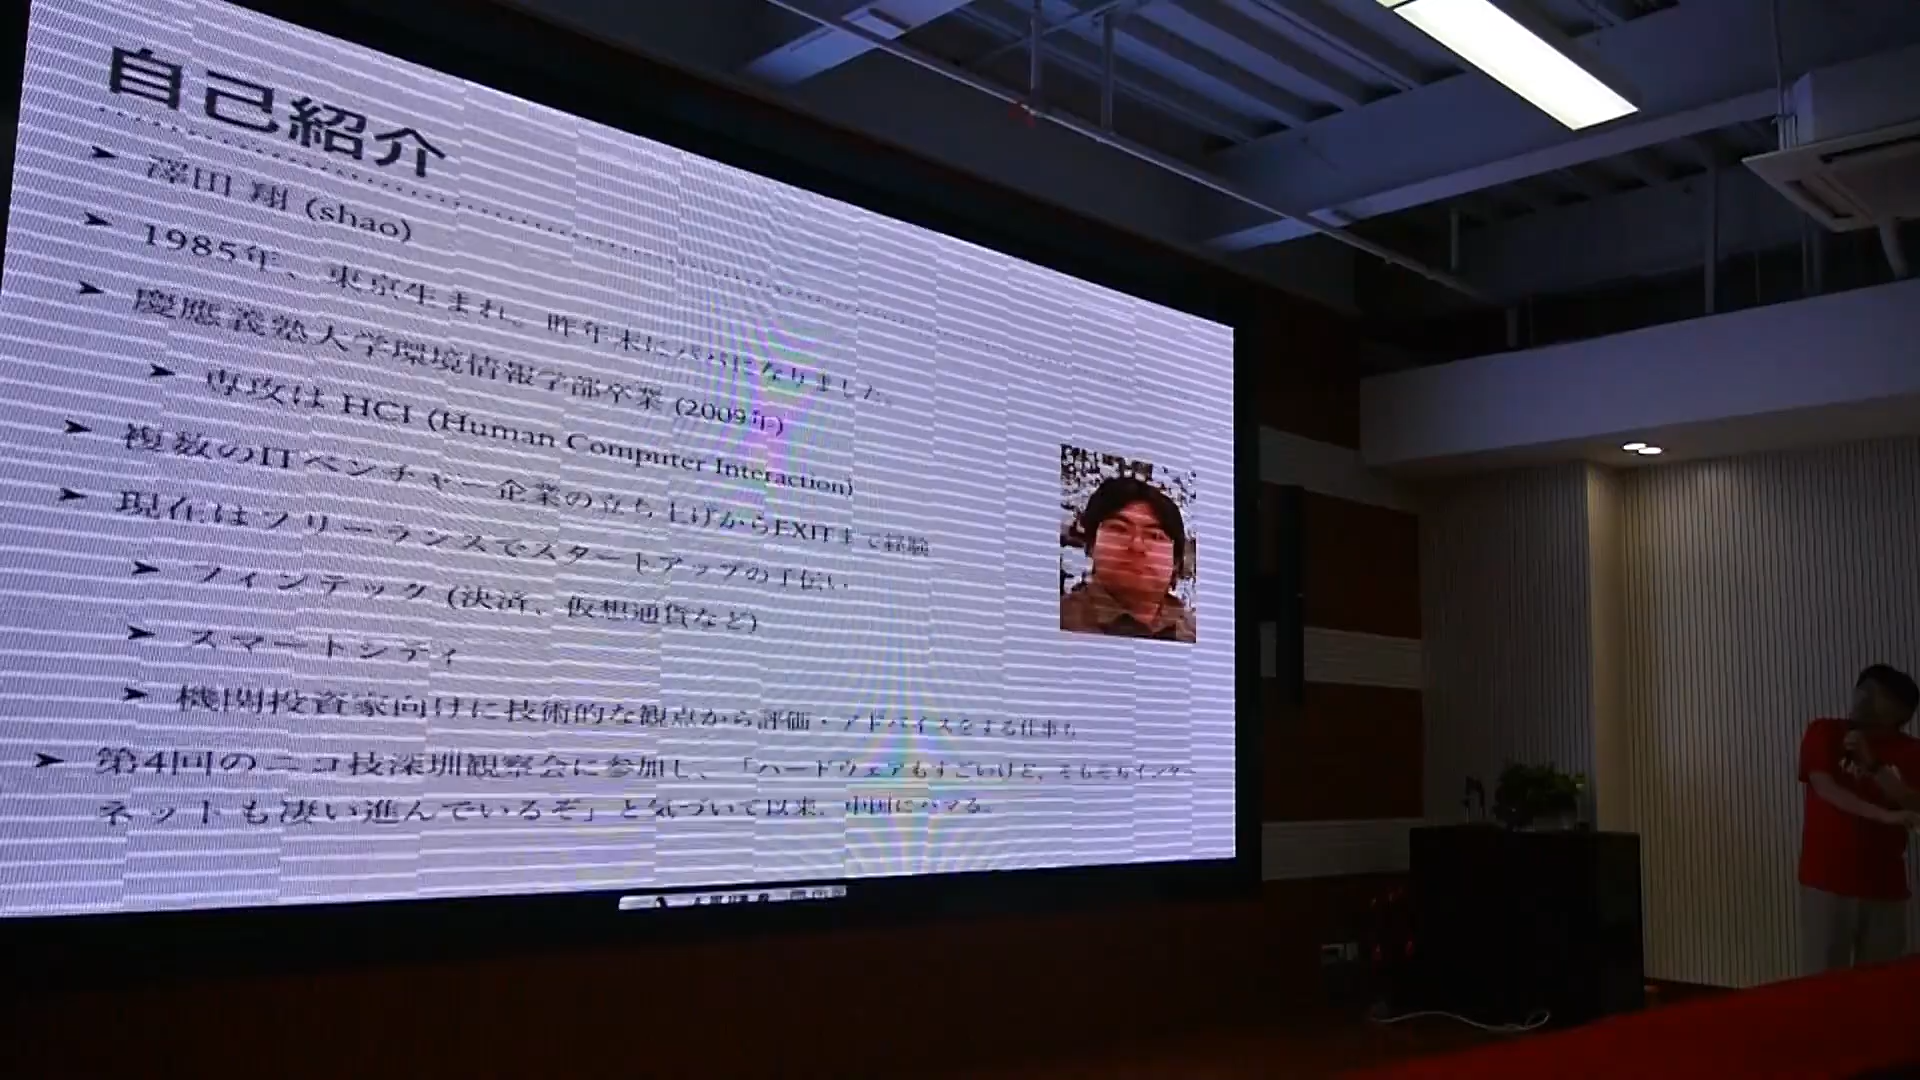 自己紹介
➤ 澤田 翔 (shao)
➤ 1985年、東京生まれ。昨年末にパパになりました。
➤ 慶應義塾大学環境情報学部卒業 (2009年)
➤ 専攻は HCI (Human Computer Interaction)
➤ 複数のITベンチャー企業の立ち上げからEXITまで経験
➤ 現在はフリーランスでスタートアップの手伝い
➤ フィンテック (決済、仮想通貨など)
➤ スマートシティ
➤ 機関投資家向けに技術的な観点から評価・アドバイスをする仕事も
➤ 第4回のニコ技深圳観察会に参加し、「ハードウェアもすごいけど、そもそもインター
ネットも凄い進んでいるぞ」と気づいて以来、中国にハマる。